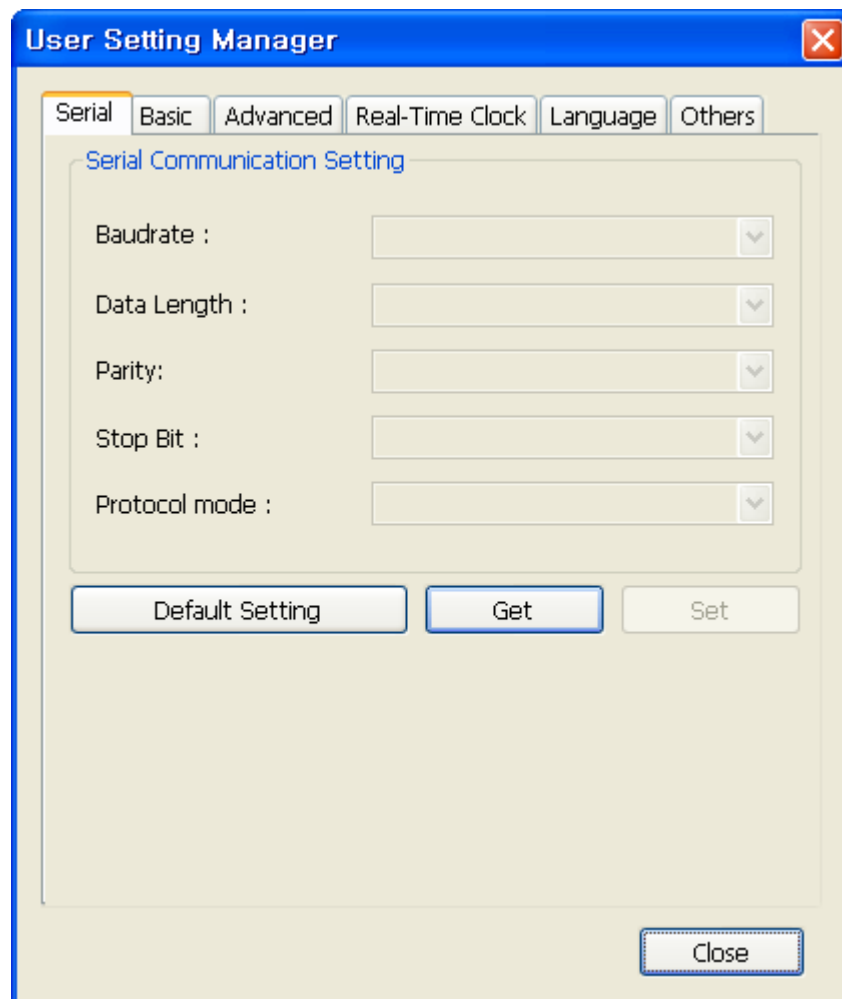 User Setting Manager
Serial Basic Advanced Real-Time Clock Language Others
Serial Communication Setting
Baudrate :
Data Length :
Parity:
Stop Bit :
Protocol mode :
Default Setting Get Set
Close